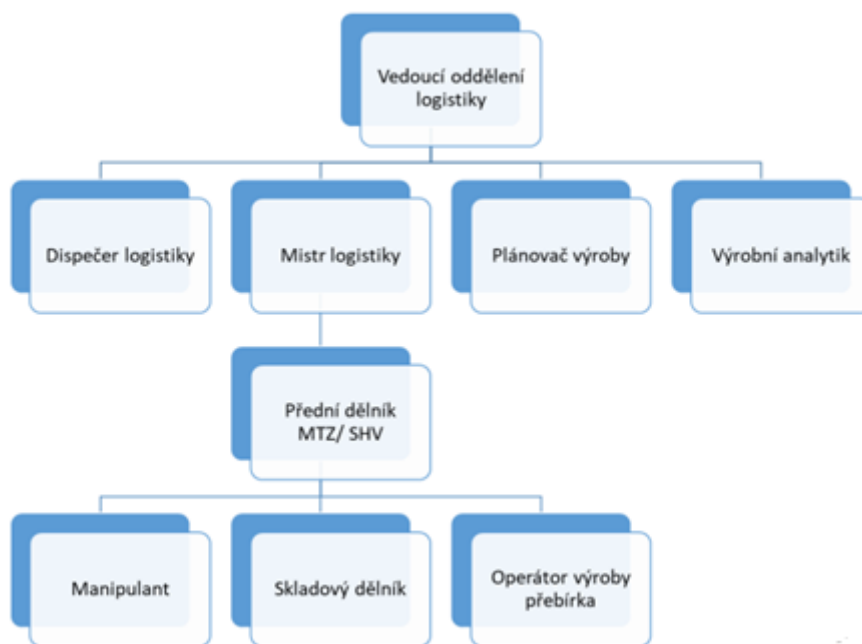 Vedoucí oddělení
logistiky
Dispečer logistiky
Mistr logistiky
Plánovač výroby
Výrobní analytik
Přední dělník
MTZ/ SHV
Manipulant
Skladový dělník
Operátor výroby
přebírka